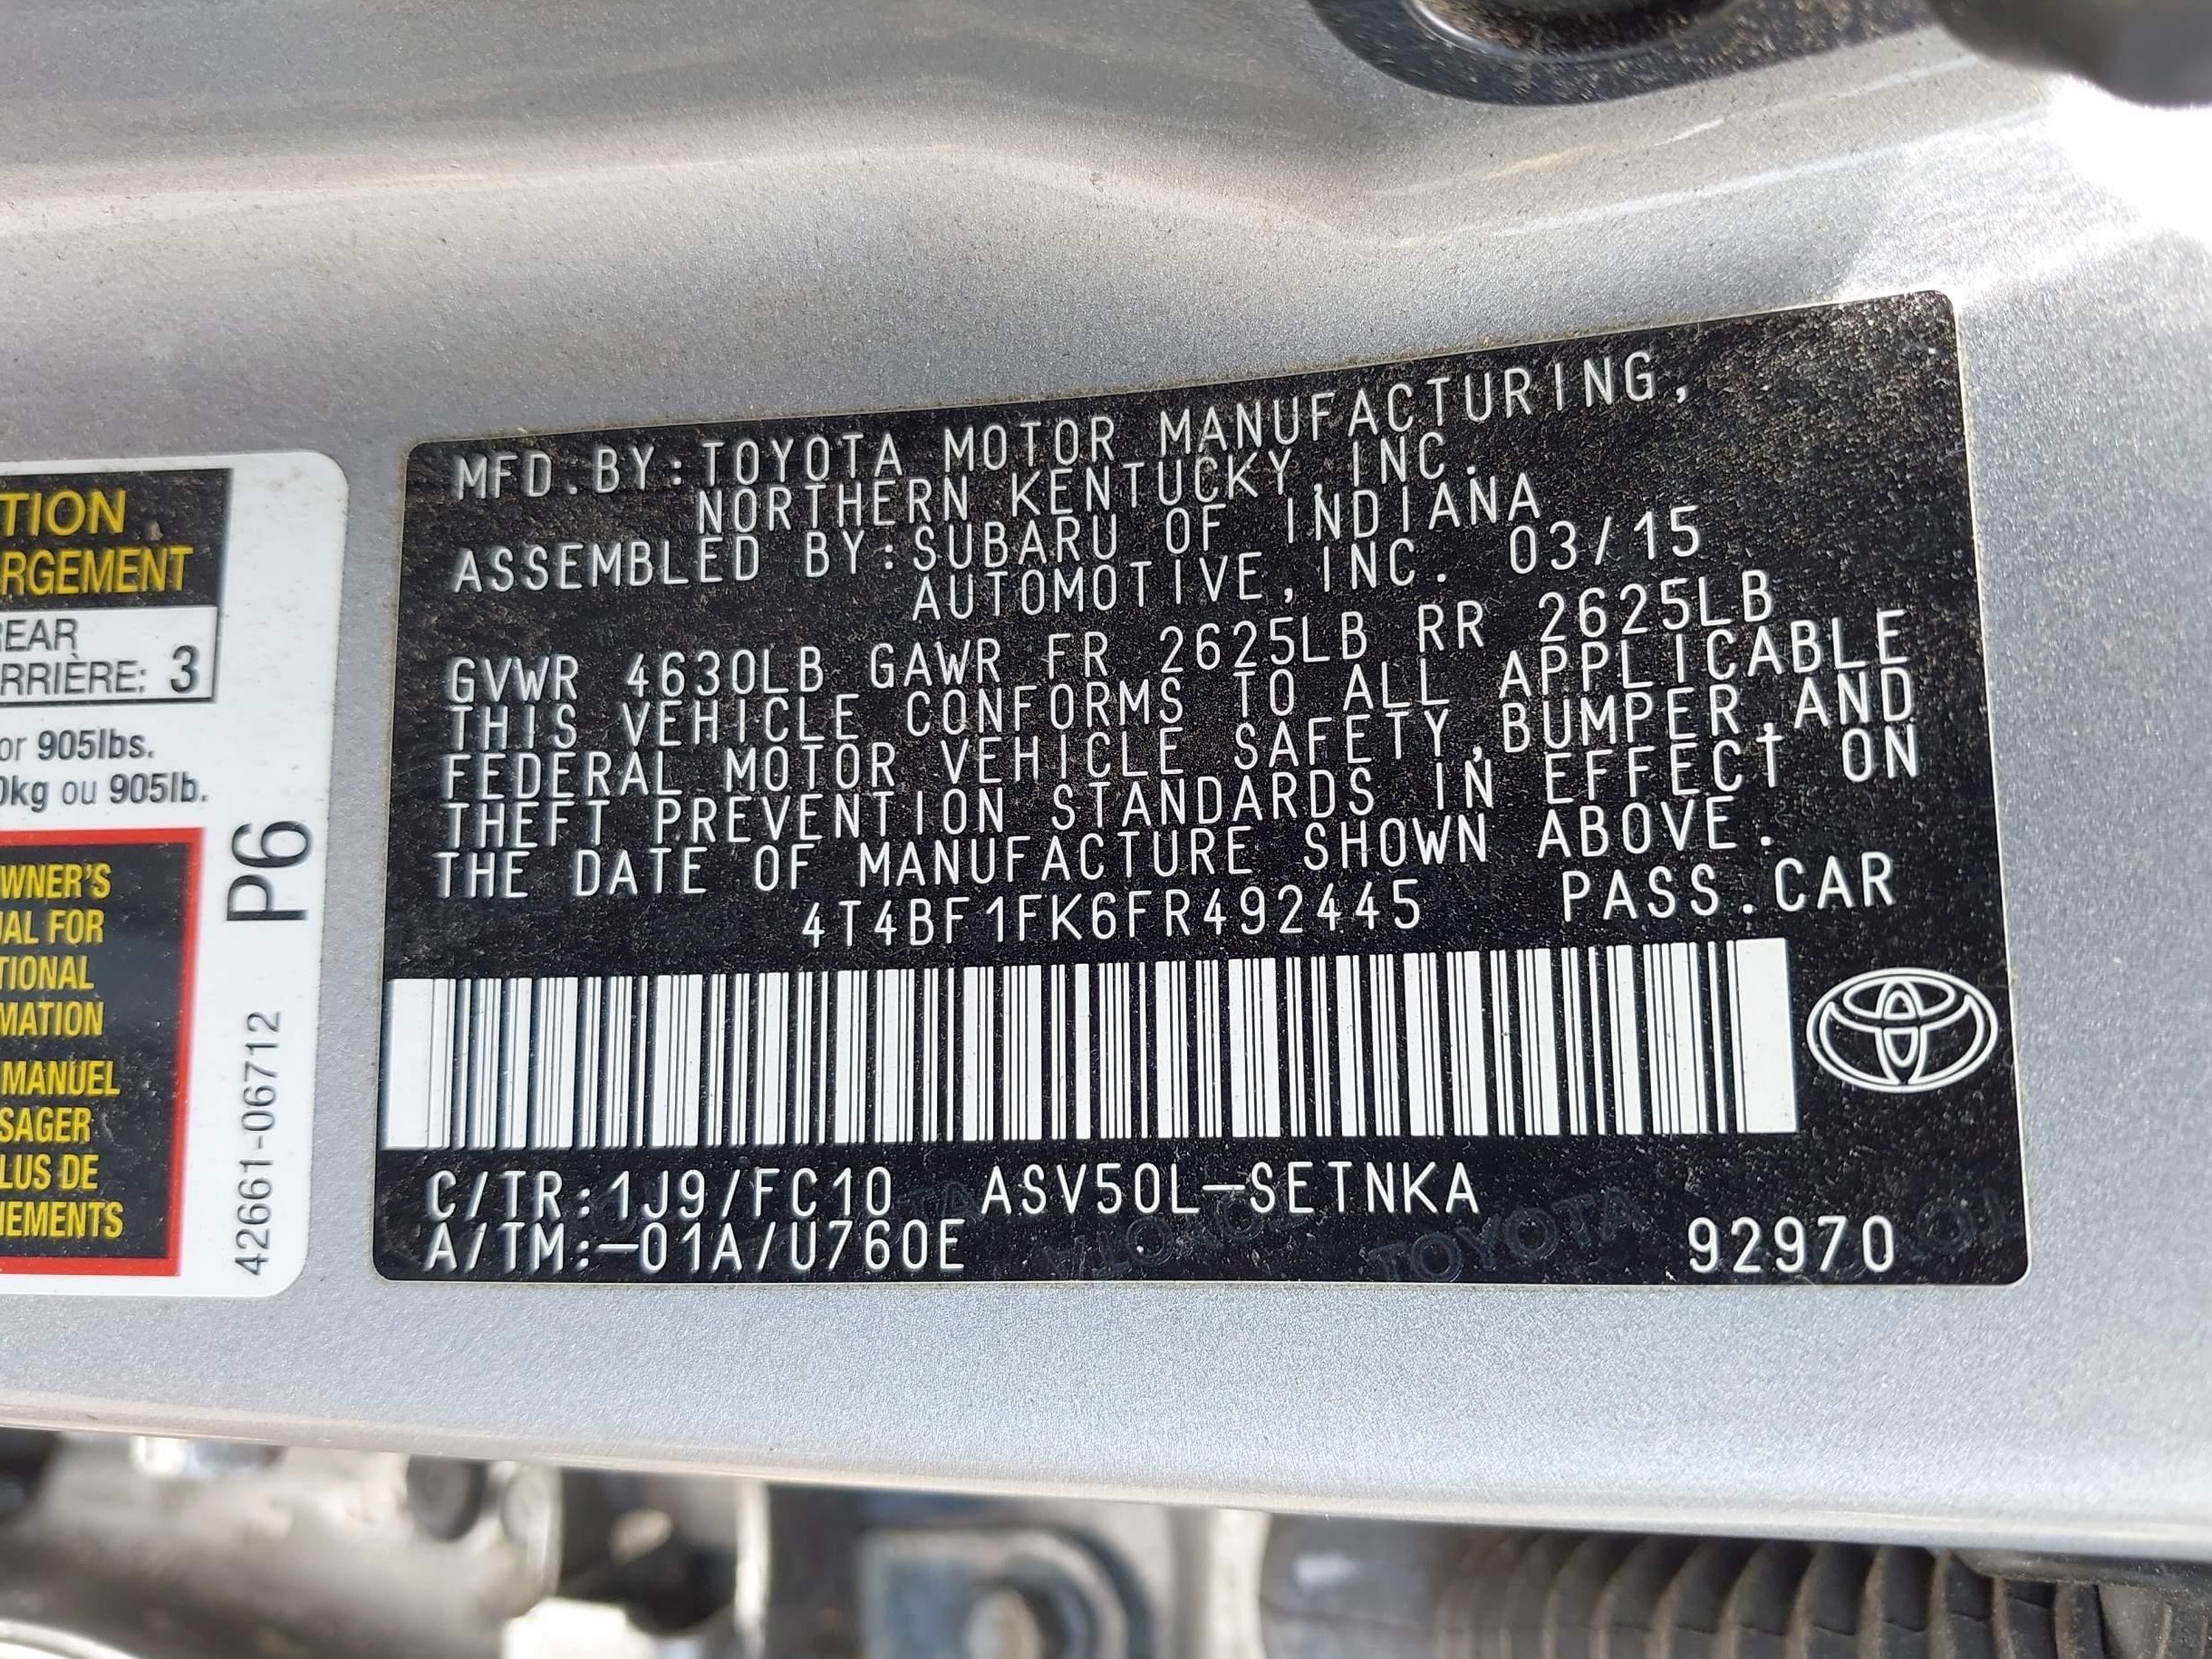 TION
RGEMENT
REAR
RRIÈRE: 3
or 905lbs.
0kg ou 905lb.
WNER'S
UAL FOR
TIONAL
MATION
MANUEL
SAGER
LUS DE
NEMENTS
P6
42661-06712
MFD.BY:TOYOTA MOTOR MANUFACTURING,
NORTHERN KENTUCKY,INC.
ASSEMBLED BY:SUBARU OF INDIANA
AUTOMOTIVE,INC. 03/15
GVWR 4630LB GAWR FR 2625LB RR 2625LB
THIS VEHICLE CONFORMS TO ALL APPLICABLE
FEDERAL MOTOR VEHICLE SAFETY,BUMPER,AND
THEFT PREVENTION STANDARDS IN EFFECT ON
THE DATE OF MANUFACTURE SHOWN ABOVE.
4T4BF1FK6FR492445 PASS.CAR
C/TR:1J9/FC10 ASV50L-SETNKA
A/TM:-01A/U760E 92970
TOYOTA TOYOTA